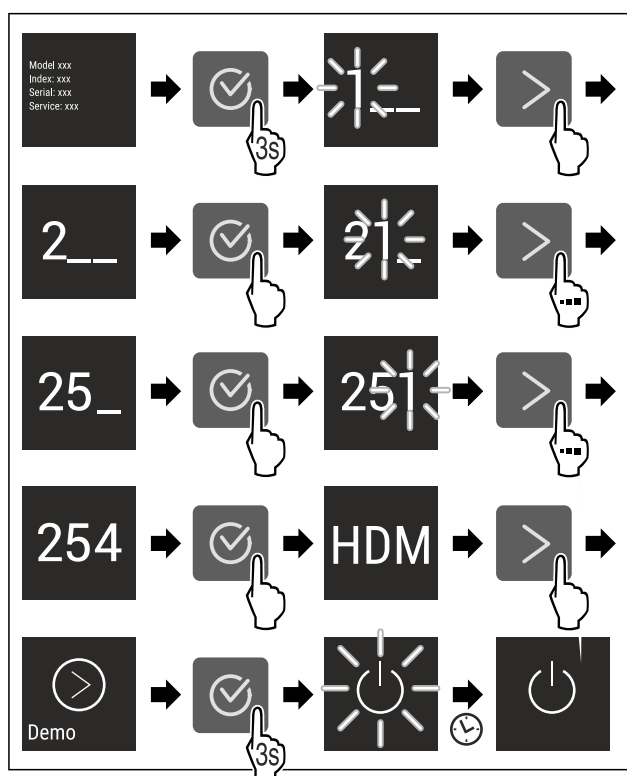 Model xxx
Index: xxx
Serial: xxx
Service: xxx
3s
1__
2__
21_
25_
251
254
HDM
Demo
3s